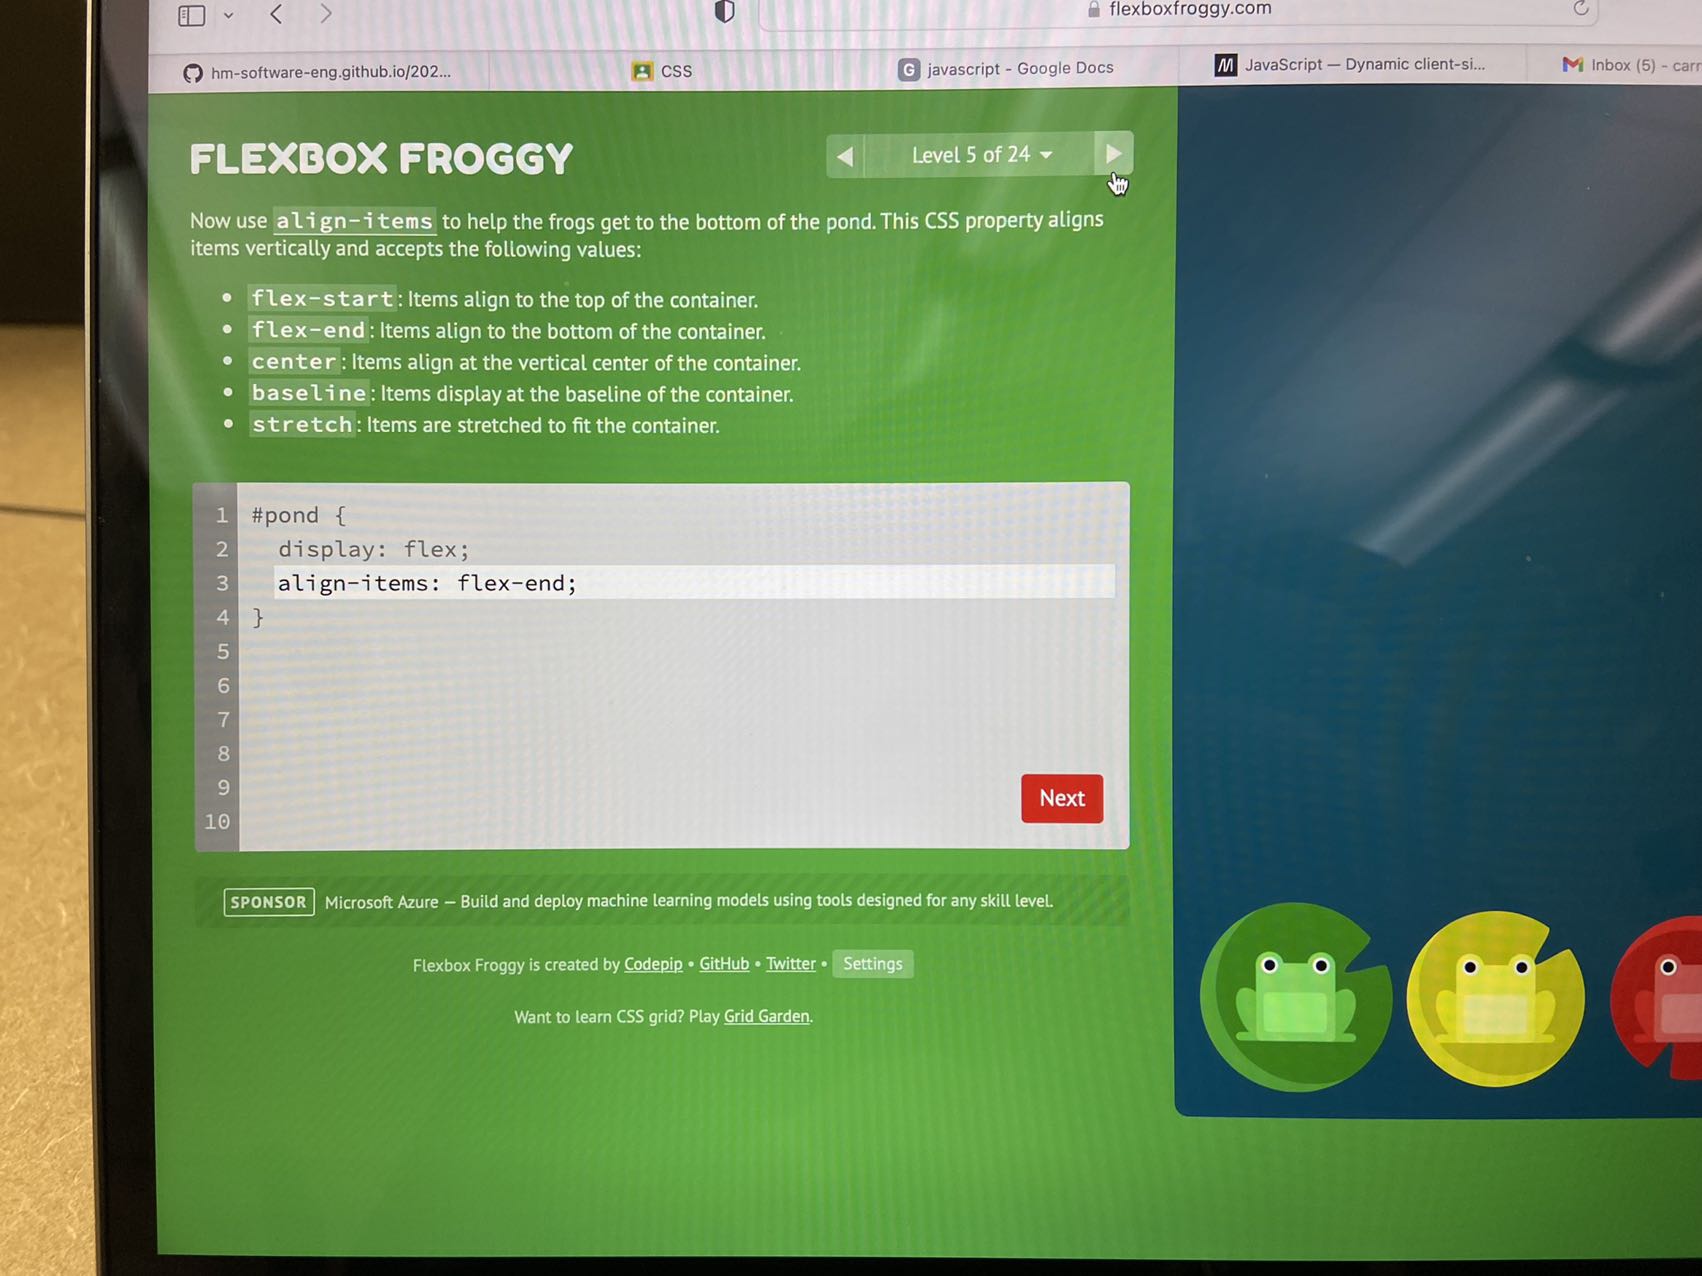 flexboxfroggy.com
hm-software-eng.github.io/202...
CSS
G javascript - Google Docs
M JavaScript — Dynamic client-si...
Inbox (5) - carr
FLEXBOX FROGGY
Level 5 of 24
Now use align-items to help the frogs get to the bottom of the pond. This CSS property aligns
items vertically and accepts the following values:
• flex-start: Items align to the top of the container.
• flex-end: Items align to the bottom of the container.
• center: Items align at the vertical center of the container.
• baseline: Items display at the baseline of the container.
• stretch: Items are stretched to fit the container.
1 #pond {
2 display: flex;
3 align-items: flex-end;
4 }
5
6
7
8
9
Next
10
SPONSOR Microsoft Azure — Build and deploy machine learning models using tools designed for any skill level.
Flexbox Froggy is created by Codepip • GitHub • Twitter • Settings
Want to learn CSS grid? Play Grid Garden.